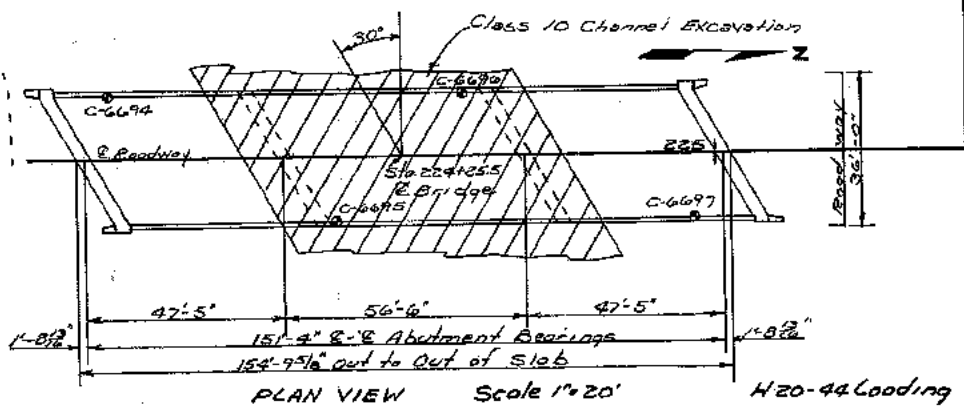 Class 10 Channel Excavation
30°
Z
C-6696
C-6694
℄ Roadway
Sta. 224+25.5
℄ Bridge
225
Roadway
36'-0"
C-6695
C-6697
47'-5"
56'-6"
47'-5"
1'-8 13/16"
151'-4" ℄-℄ Abutment Bearings
1'-8 13/16"
154'-9 5/8" Out to Out of Slab
PLAN VIEW Scale 1"=20' H20-44 Loading